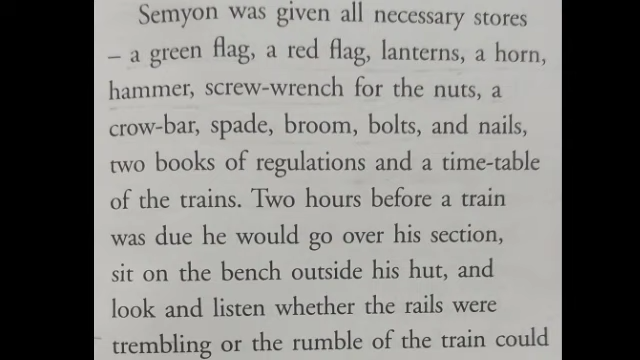 Semyon was given all necessary stores
– a green flag, a red flag, lanterns, a horn,
hammer, screw-wrench for the nuts, a
crow-bar, spade, broom, bolts, and nails,
two books of regulations and a time-table
of the trains. Two hours before a train
was due he would go over his section,
sit on the bench outside his hut, and
look and listen whether the rails were
trembling or the rumble of the train could